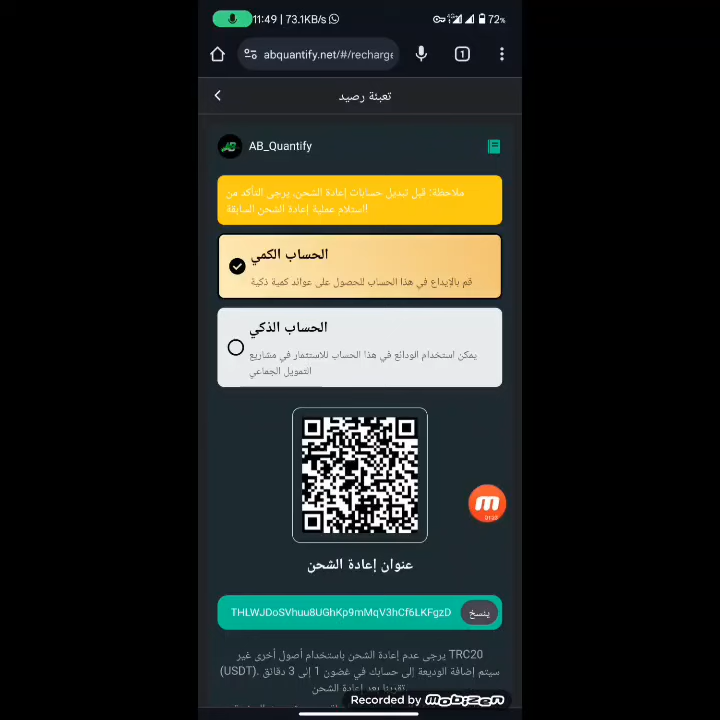 11:49 | 73.1KB/s
4G
72%
abquantify.net/#/recharge
1
تعبئة رصيد
AB_Quantify
ملاحظة: قبل تبديل حسابات إعادة الشحن، يرجى التأكد من
استلام عملية إعادة الشحن السابقة!
الحساب الكمي
قم بالإيداع في هذا الحساب للحصول على عوائد كمية ذكية
الحساب الذكي
يمكن استخدام الودائع في هذا الحساب للاستثمار في مشاريع
التمويل الجماعي
عنوان إعادة الشحن
THLWJDoSVhuu8UGhKp9mMqV3hCf6LKFgzD
ينسخ
TRC20 يرجى عدم إعادة الشحن باستخدام أصول أخرى غير
(USDT). سيتم إضافة الوديعة إلى حسابك في غضون 1 إلى 3 دقائق
تقريبا بعد إعادة الشحن.
Recorded by mobizen